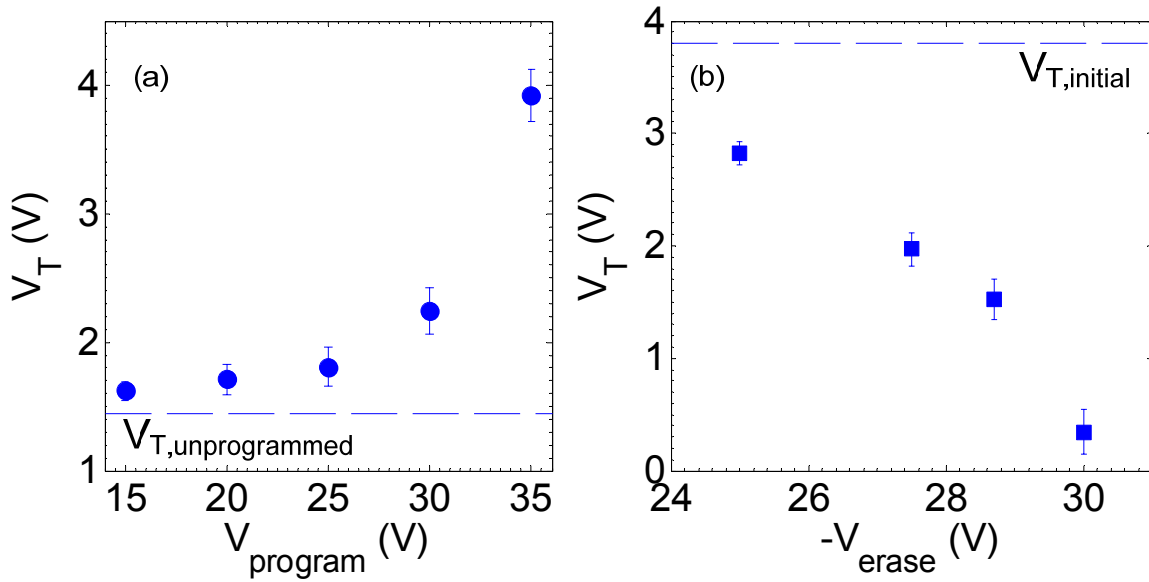 (a)
4
3
2
1
V_T (V)
V_T,unprogrammed
15 20 25 30 35
V_program (V)
(b)
V_T,initial
4
3
2
1
0
V_T (V)
24 26 28 30
-V_erase (V)